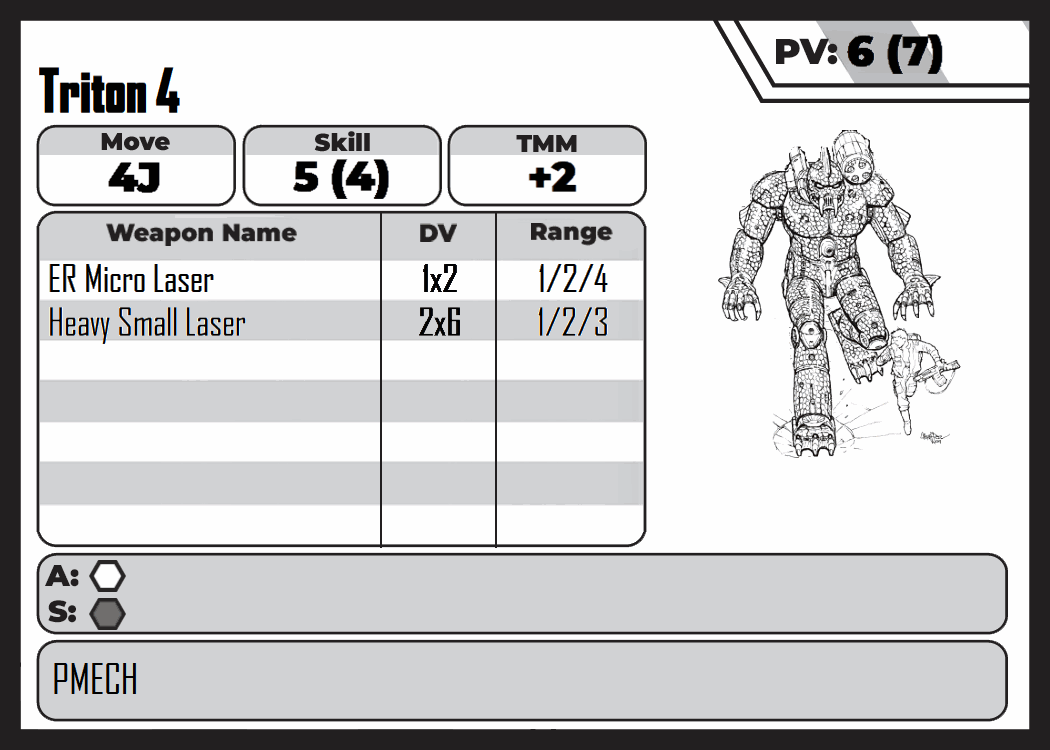 PV: 6 (7)
Triton 4
Move Skill TMM
4J 5 (4) +2
Weapon Name DV Range
ER Micro Laser 1x2 1/2/4
Heavy Small Laser 2x6 1/2/3
A:
S:
PMECH